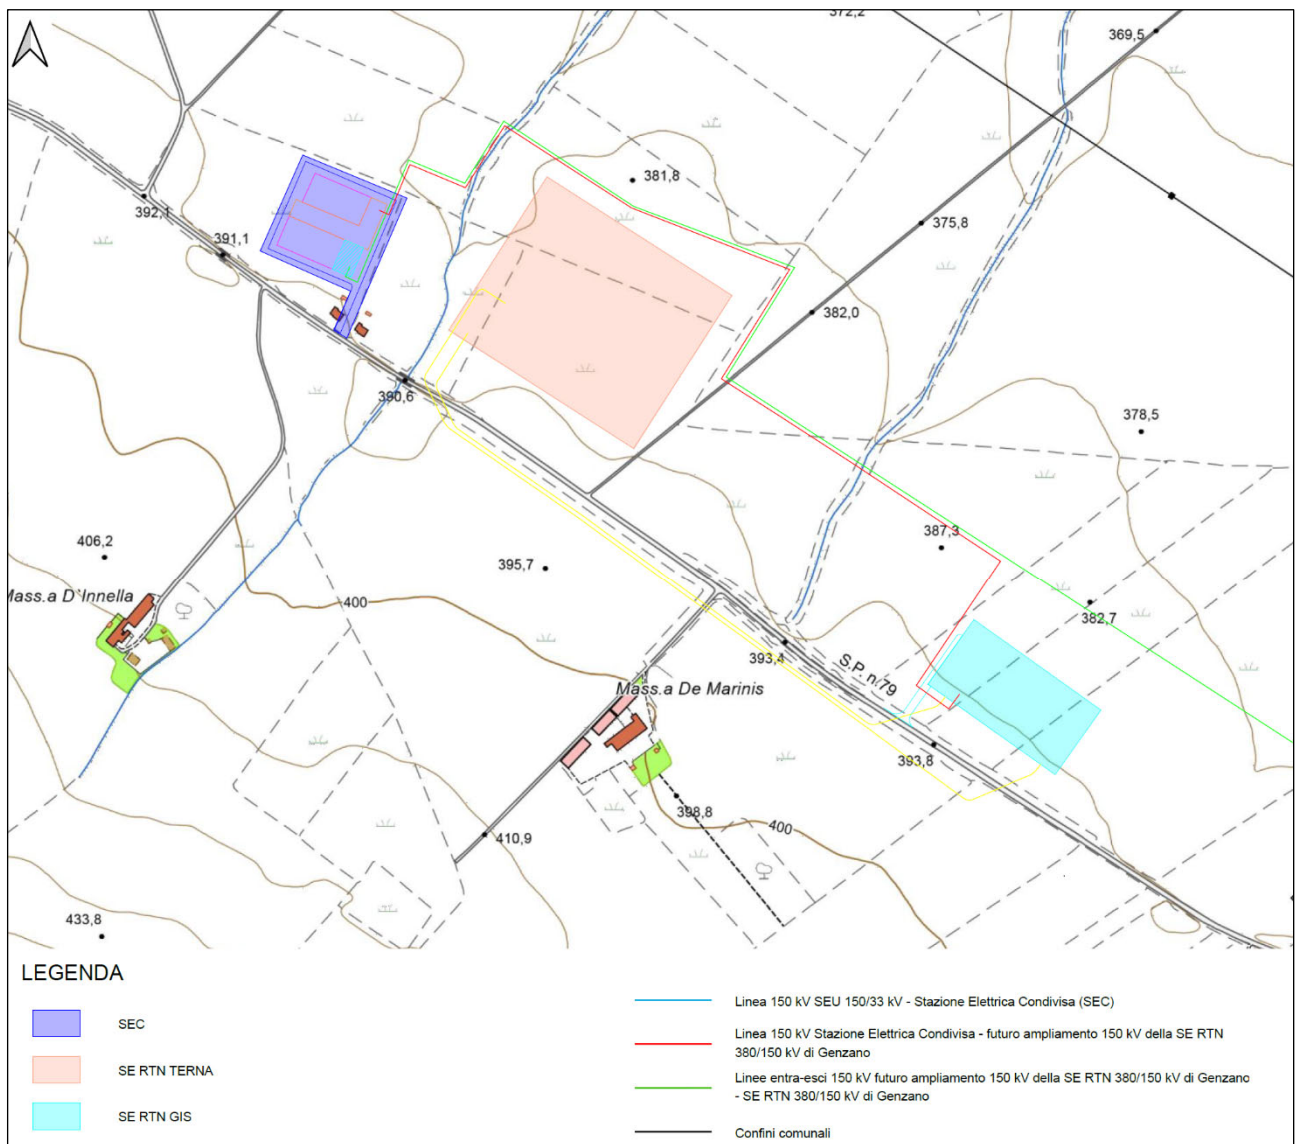 372,2
369,5
381,8
392,1
375,8
391,1
382,0
390,6
378,5
387,3
406,2
395,7
Mass.a D'Innella
400
382,7
393,4
S.P. n.79
Mass.a De Marinis
393,8
398,8
400
410,9
433,8
LEGENDA
SEC
SE RTN TERNA
SE RTN GIS
Linea 150 kV SEU 150/33 kV - Stazione Elettrica Condivisa (SEC)
Linea 150 kV Stazione Elettrica Condivisa - futuro ampliamento 150 kV della SE RTN
380/150 kV di Genzano
Linee entra-esci 150 kV futuro ampliamento 150 kV della SE RTN 380/150 kV di Genzano
- SE RTN 380/150 kV di Genzano
Confini comunali